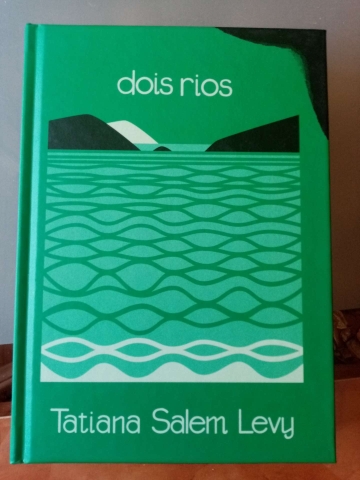 dois rios
Tatiana Salem Levy